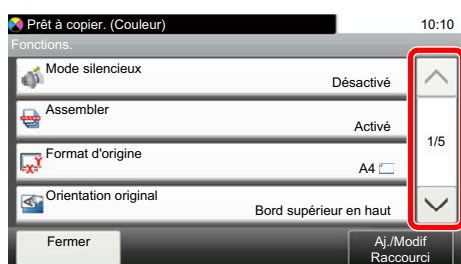 Prêt à copier. (Couleur)
10:10
Fonctions.
Mode silencieux
Désactivé
Assembler
Activé
1/5
Format d'origine
A4
Orientation original
Bord supérieur en haut
Fermer
Aj./Modif
Raccourci